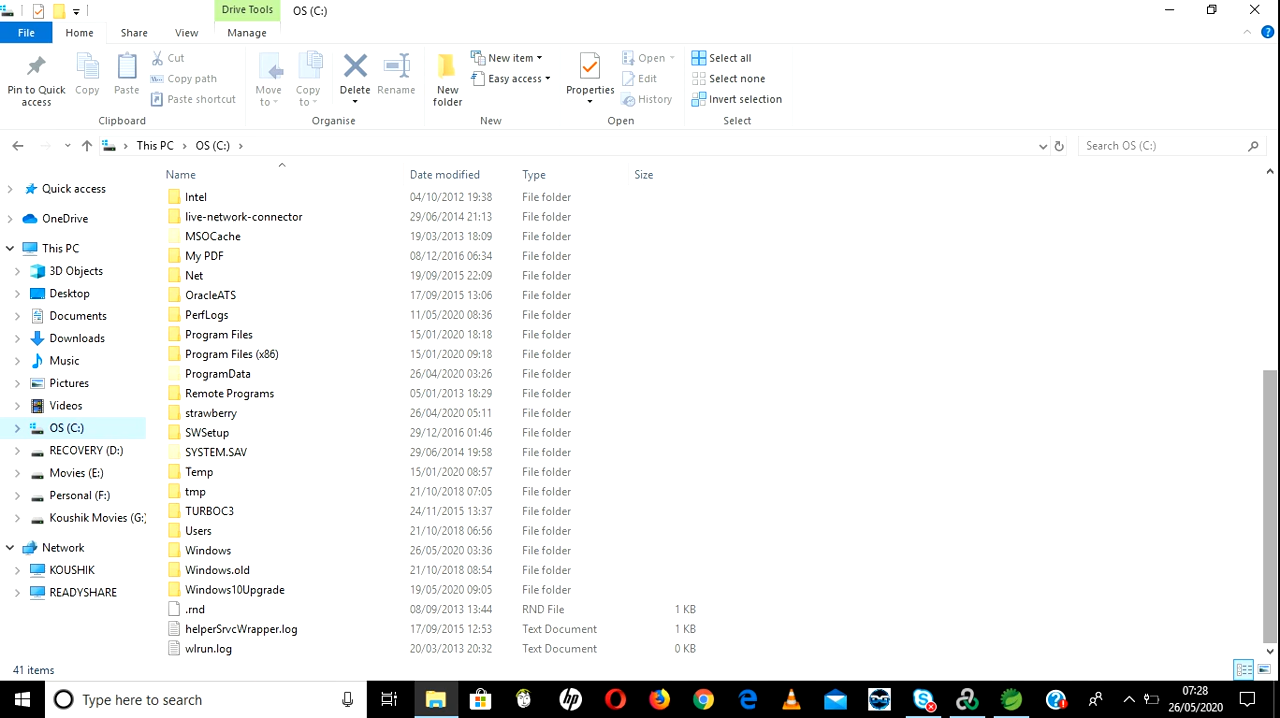 Drive Tools
OS (C:)
File
Home
Share
View
Manage
Pin to Quick access
Copy
Paste
Cut
Copy path
Paste shortcut
Move to
Copy to
Delete
Rename
New folder
New item
Easy access
Properties
Open
Edit
History
Select all
Select none
Invert selection
Clipboard
Organise
New
Open
Select
This PC > OS (C:) >
Search OS (C:)
Quick access
OneDrive
This PC
3D Objects
Desktop
Documents
Downloads
Music
Pictures
Videos
OS (C:)
RECOVERY (D:)
Movies (E:)
Personal (F:)
Koushik Movies (G:)
Network
KOUSHIK
READYSHARE
Name Date modified Type Size
Intel 04/10/2012 19:38 File folder
live-network-connector 29/06/2014 21:13 File folder
MSOCache 19/03/2013 18:09 File folder
My PDF 08/12/2016 06:34 File folder
Net 19/09/2015 22:09 File folder
OracleATS 17/09/2015 13:06 File folder
PerfLogs 11/05/2020 08:36 File folder
Program Files 15/01/2020 18:18 File folder
Program Files (x86) 15/01/2020 09:18 File folder
ProgramData 26/04/2020 03:26 File folder
Remote Programs 05/01/2013 18:29 File folder
strawberry 26/04/2020 05:11 File folder
SWSetup 29/12/2016 01:46 File folder
SYSTEM.SAV 29/06/2014 19:58 File folder
Temp 15/01/2020 08:57 File folder
tmp 21/10/2018 07:05 File folder
TURBOC3 24/11/2015 13:37 File folder
Users 21/10/2018 06:56 File folder
Windows 26/05/2020 03:36 File folder
Windows.old 21/10/2018 08:54 File folder
Windows10Upgrade 19/05/2020 09:05 File folder
.rnd 08/09/2013 13:44 RND File 1 KB
helperSrvcWrapper.log 17/09/2015 12:53 Text Document 1 KB
wlrun.log 20/03/2013 20:32 Text Document 0 KB
41 items
Type here to search
hp
07:28
26/05/2020